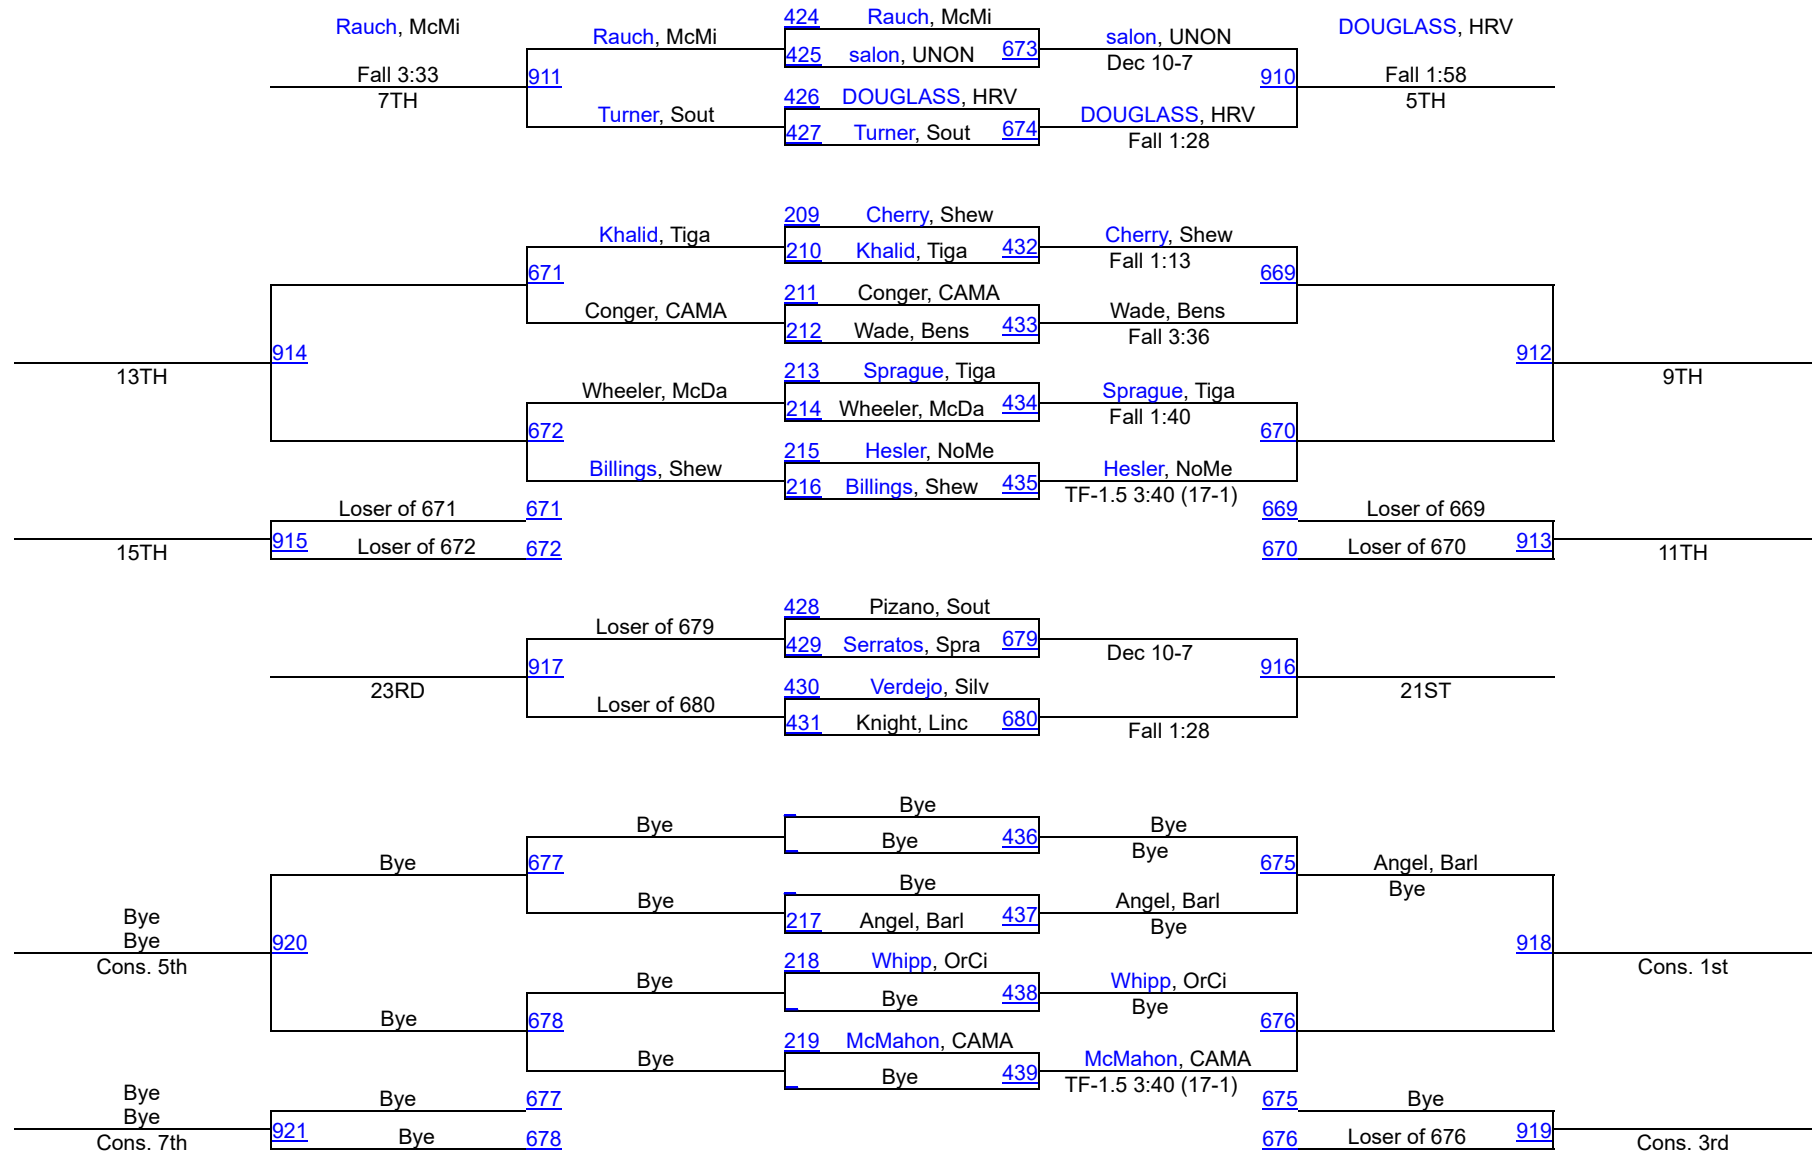 Rauch, McMi
Fall 3:33
7TH
911
Rauch, McMi
Turner, Sout
424 Rauch, McMi
425 salon, UNON 673
426 DOUGLASS, HRV
427 Turner, Sout 674
salon, UNON
Dec 10-7
DOUGLASS, HRV
Fall 1:28
910
DOUGLASS, HRV
Fall 1:58
5TH
13TH
914
Khalid, Tiga
671
Conger, CAMA
Wheeler, McDa
672
Billings, Shew
209 Cherry, Shew
210 Khalid, Tiga 432
211 Conger, CAMA
212 Wade, Bens 433
213 Sprague, Tiga
214 Wheeler, McDa 434
215 Hesler, NoMe
216 Billings, Shew 435
Cherry, Shew
Fall 1:13
669
Wade, Bens
Fall 3:36
Sprague, Tiga
Fall 1:40
670
Hesler, NoMe
TF-1.5 3:40 (17-1)
912
9TH
Loser of 671 671
915
Loser of 672 672
15TH
669 Loser of 669
670 Loser of 670 913
11TH
Loser of 679
917
23RD
Loser of 680
428 Pizano, Sout
429 Serratos, Spra 679
430 Verdejo, Silv
431 Knight, Linc 680
Dec 10-7
916
21ST
Fall 1:28
Bye
Bye
Cons. 5th
920
Bye
Bye
677
Bye
Bye
Bye
678
Bye
Bye
Bye 436
Bye
217 Angel, Barl 437
218 Whipp, OrCi
Bye 438
219 McMahon, CAMA
Bye 439
Bye
Bye
675
Angel, Barl
Bye
Whipp, OrCi
Bye
676
McMahon, CAMA
TF-1.5 3:40 (17-1)
Angel, Barl
Bye
918
Cons. 1st
Bye
Bye
Cons. 7th
921
Bye 677
Bye 678
675 Bye
676 Loser of 676 919
Cons. 3rd